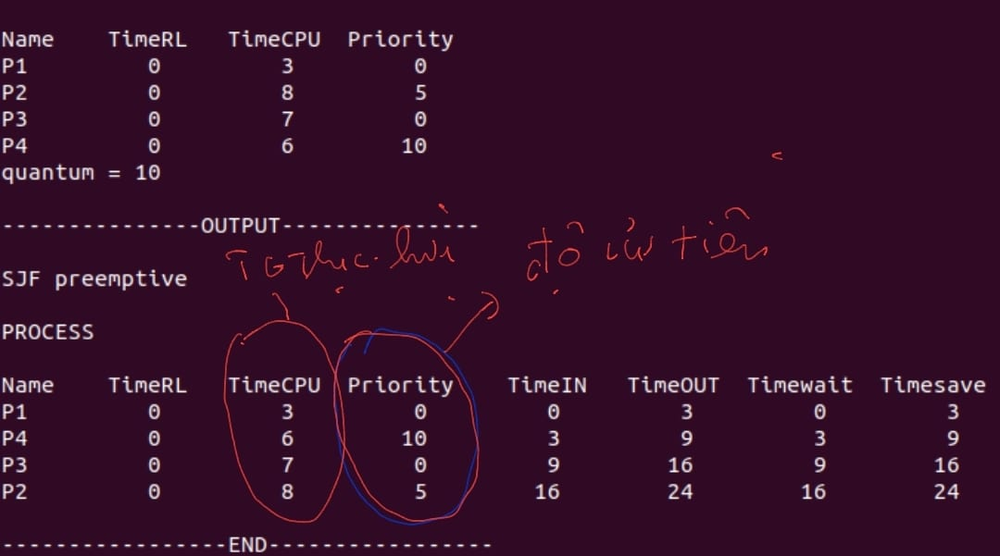 Name TimeRL TimeCPU Priority
P1 0 3 0
P2 0 8 5
P3 0 7 0
P4 0 6 10
quantum = 10
---------------OUTPUT---------------
TG thực hiện độ ưu tiên
SJF preemptive
PROCESS
Name TimeRL TimeCPU Priority TimeIN TimeOUT Timewait Timesave
P1 0 3 0 0 3 0 3
P4 0 6 10 3 9 3 9
P3 0 7 0 9 16 9 16
P2 0 8 5 16 24 16 24
-----------------END-----------------